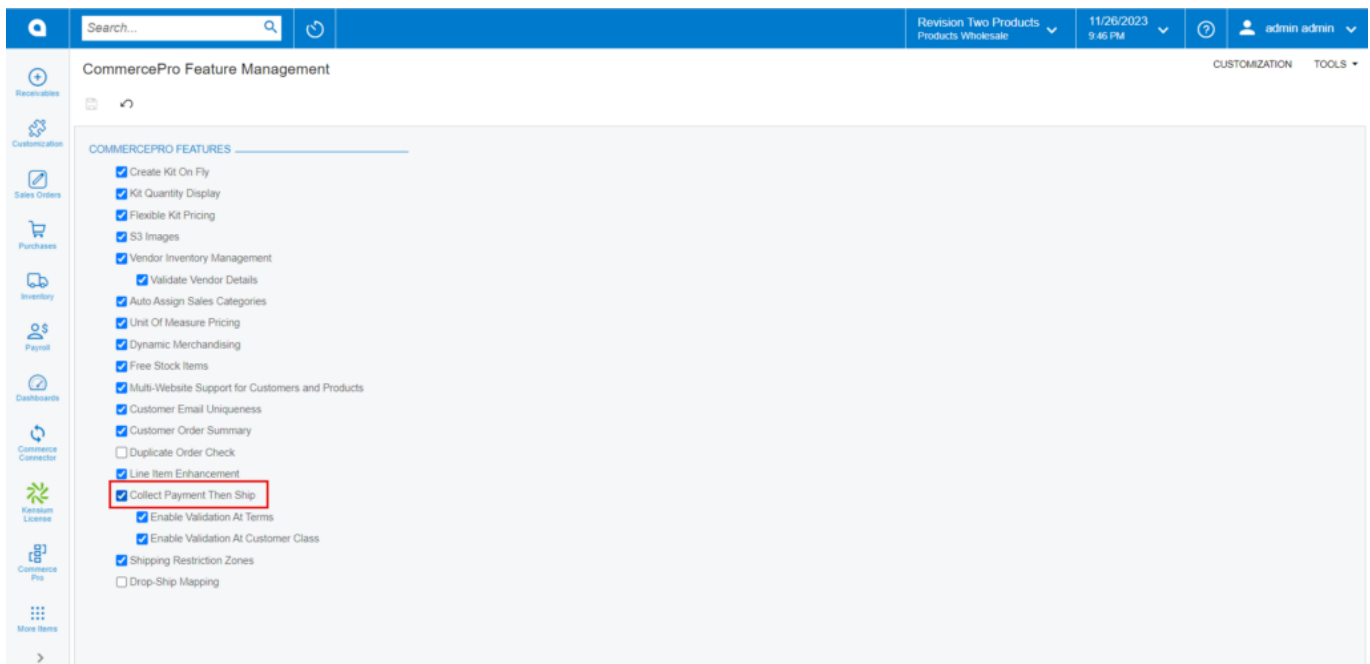 Search...
Revision Two Products
Products Wholesale
11/26/2023
9:46 PM
admin admin
Receivables
Customization
Sales Orders
Purchases
Inventory
Payroll
Dashboards
Commerce
Connector
Kensium
License
Commerce
Pro
More Items
CommercePro Feature Management
CUSTOMIZATION
TOOLS
COMMERCEPRO FEATURES
Create Kit On Fly
Kit Quantity Display
Flexible Kit Pricing
S3 Images
Vendor Inventory Management
Validate Vendor Details
Auto Assign Sales Categories
Unit Of Measure Pricing
Dynamic Merchandising
Free Stock Items
Multi-Website Support for Customers and Products
Customer Email Uniqueness
Customer Order Summary
Duplicate Order Check
Line Item Enhancement
Collect Payment Then Ship
Enable Validation At Terms
Enable Validation At Customer Class
Shipping Restriction Zones
Drop-Ship Mapping